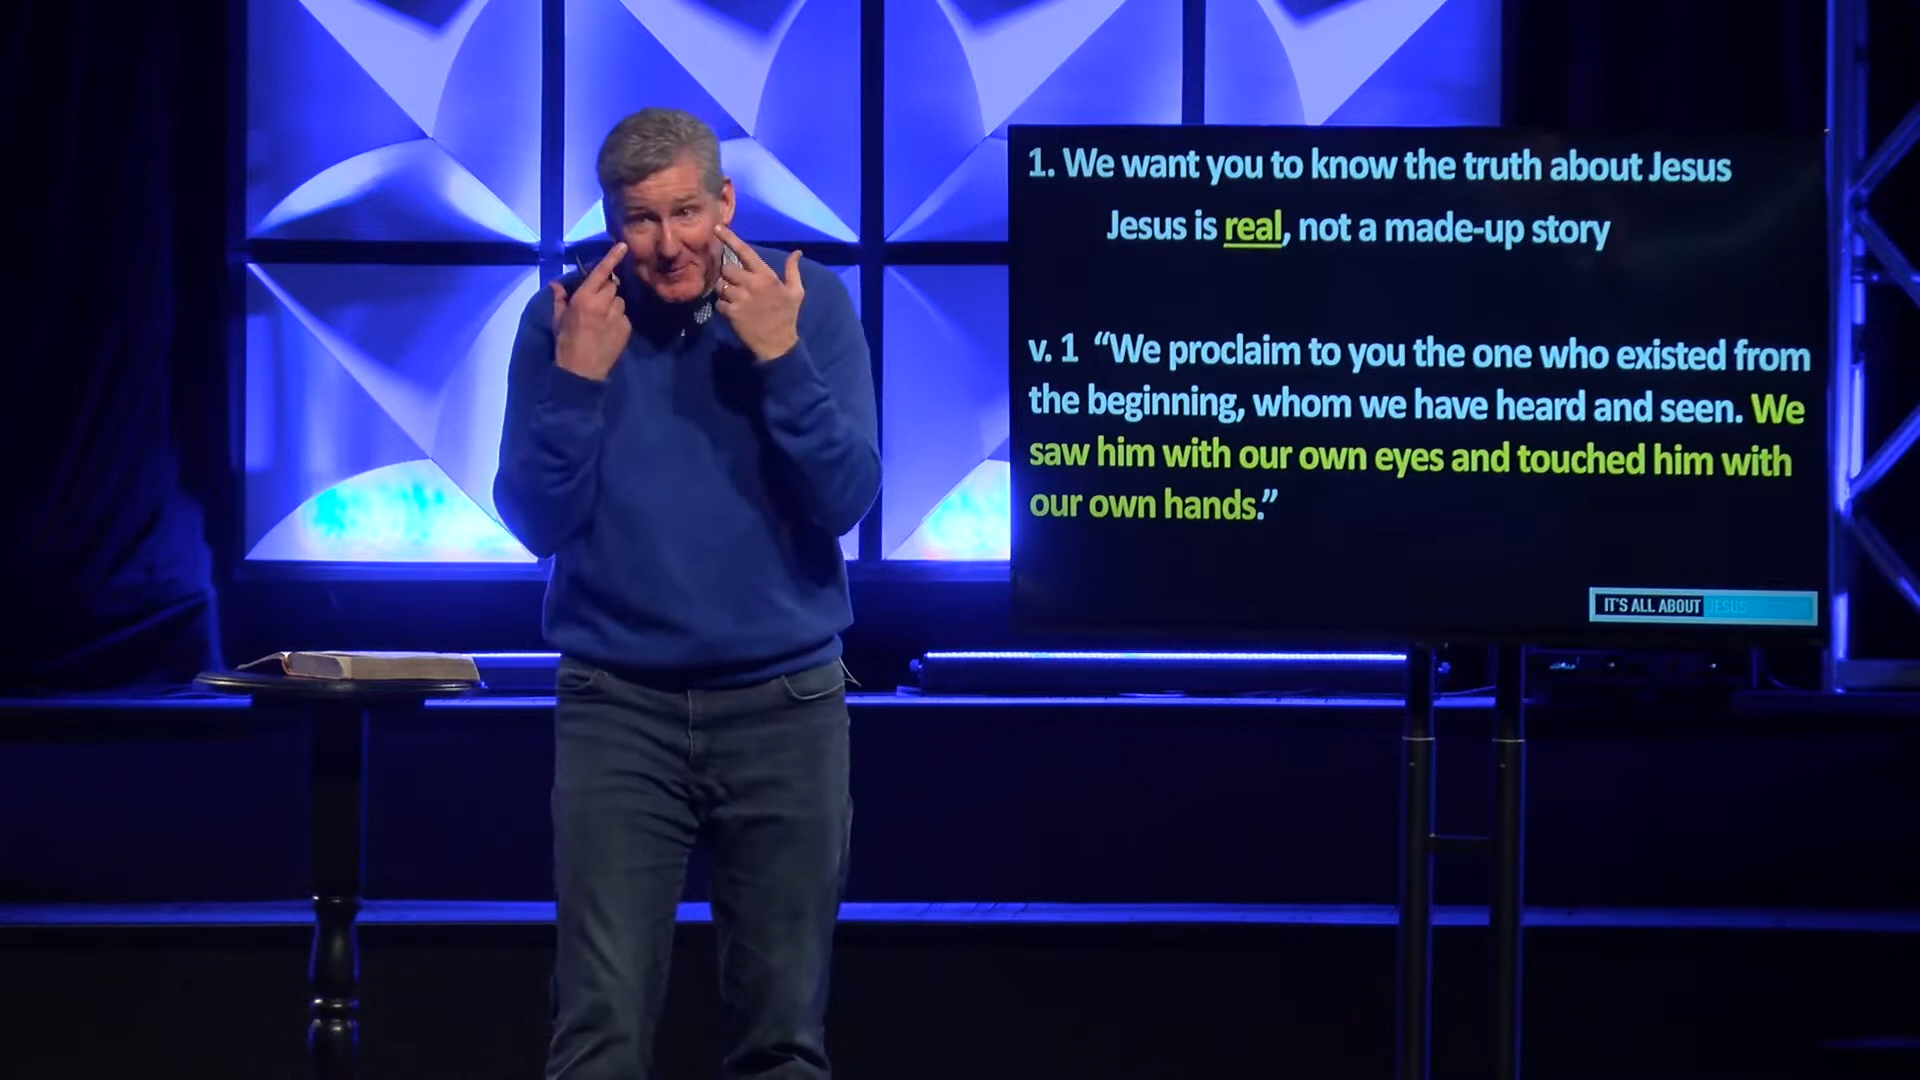 1. We want you to know the truth about Jesus
Jesus is real, not a made-up story
v. 1 “We proclaim to you the one who existed from
the beginning, whom we have heard and seen. We
saw him with our own eyes and touched him with
our own hands.”
IT'S ALL ABOUT JESUS